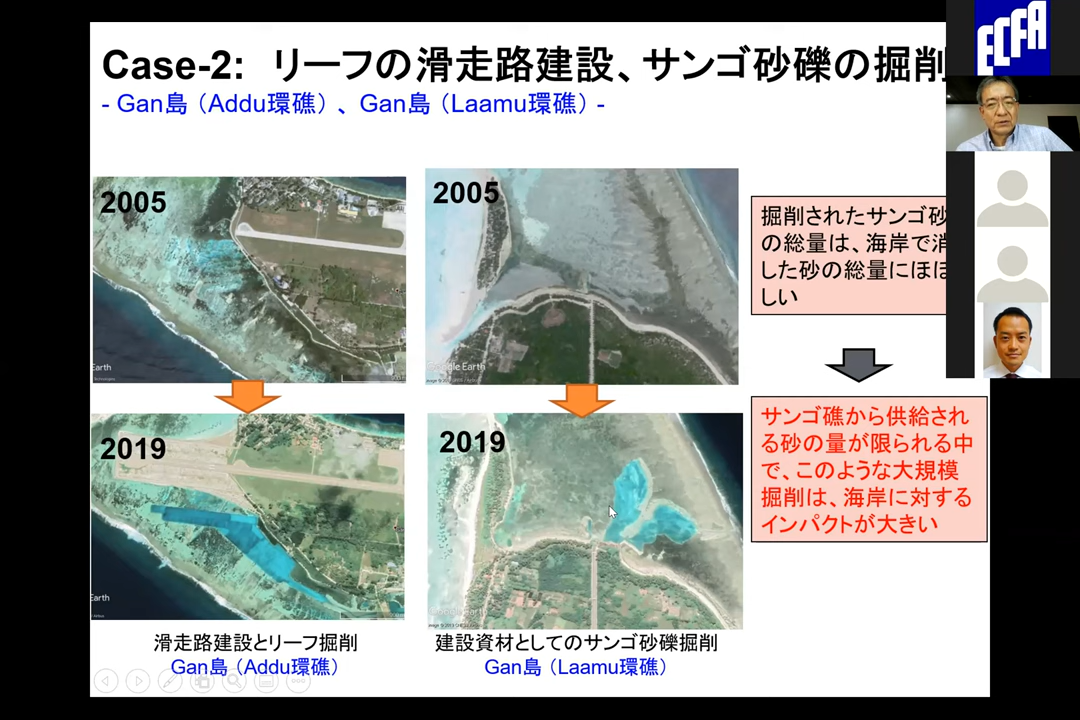 Case-2: リーフの滑走路建設、サンゴ砂礫の掘削
- Gan島（Addu環礁）、Gan島（Laamu環礁）-
ECFA
2005
2005
掘削されたサンゴ砂
の総量は、海岸で消
した砂の総量にほぼ
しい
Earth
Google Earth
2019
2019
サンゴ礁から供給され
る砂の量が限られる中
で、このような大規模
掘削は、海岸に対する
インパクトが大きい
Earth
Google Earth
滑走路建設とリーフ掘削
Gan島（Addu環礁）
建設資材としてのサンゴ砂礫掘削
Gan島（Laamu環礁）